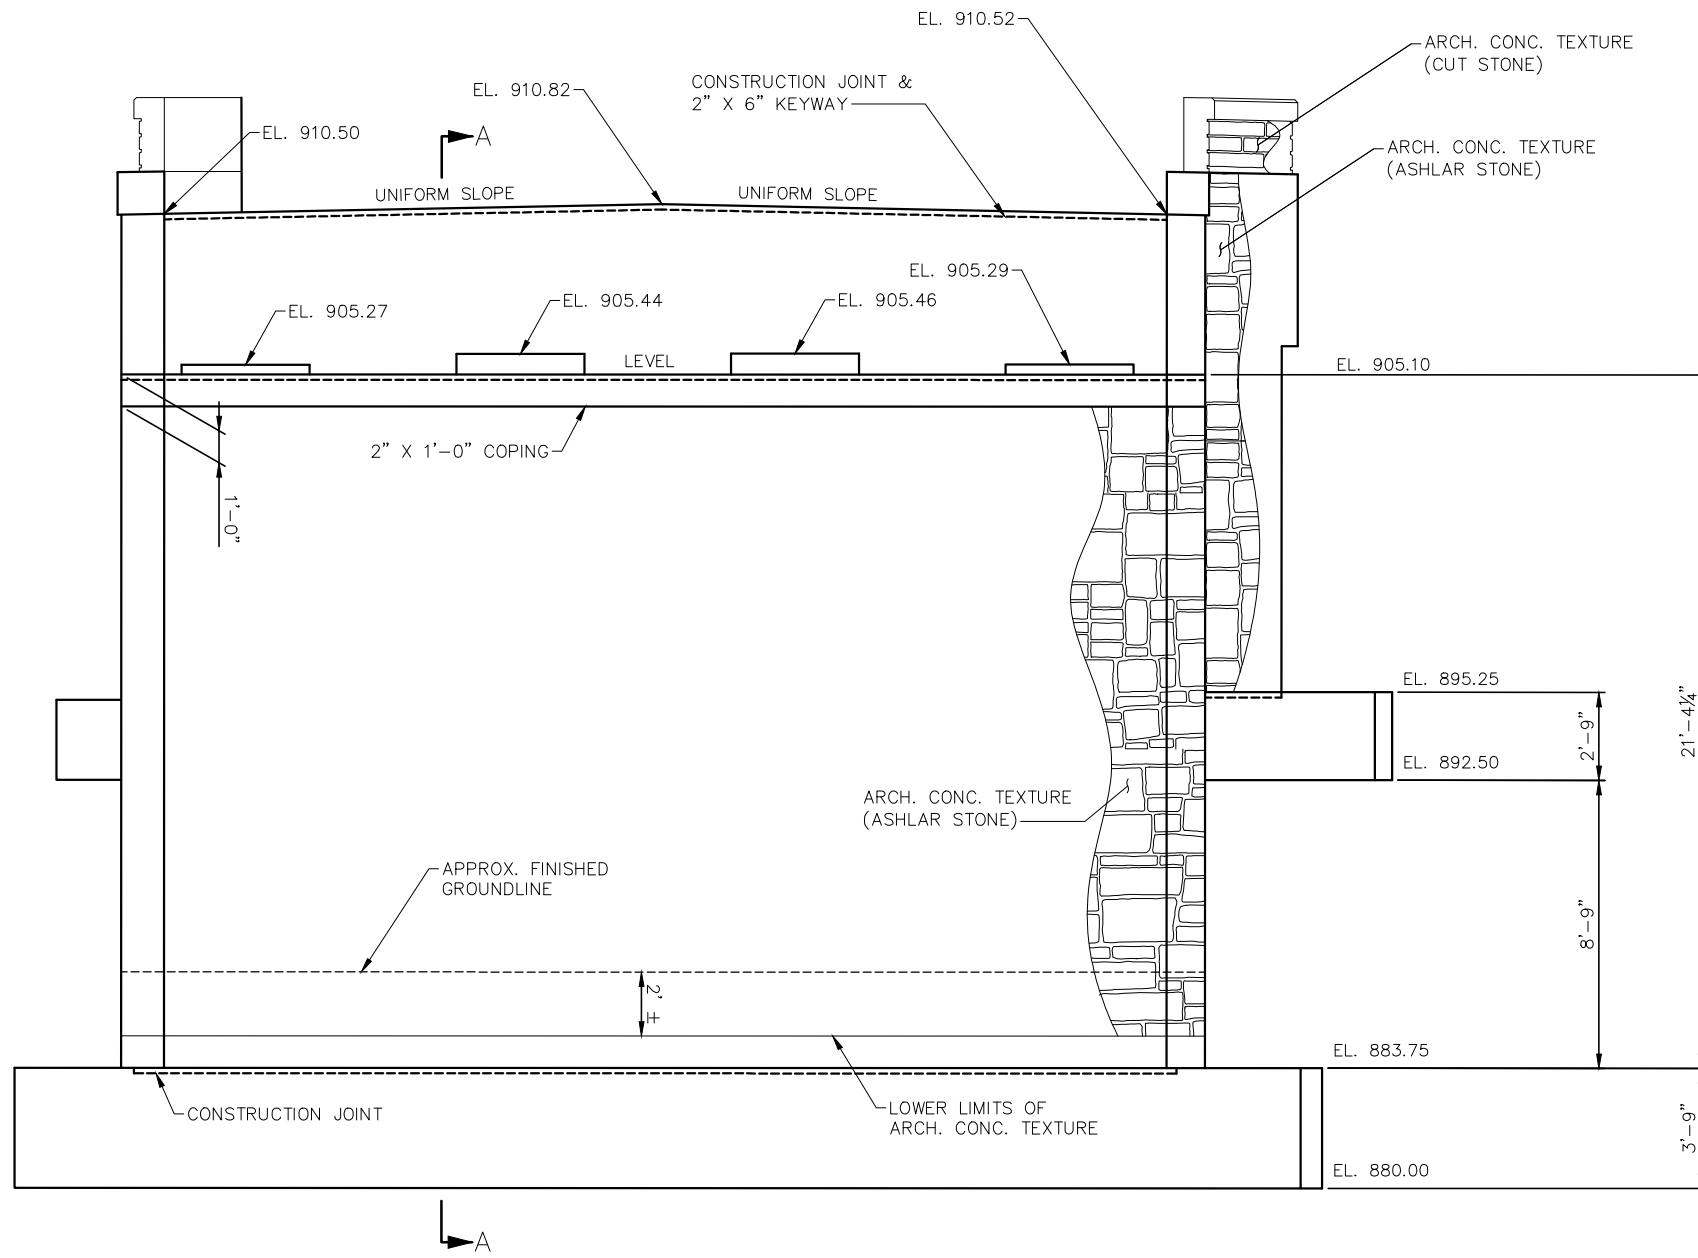 EL. 910.52
ARCH. CONC. TEXTURE
(CUT STONE)
CONSTRUCTION JOINT &
2” X 6” KEYWAY
EL. 910.82
EL. 910.50
A
ARCH. CONC. TEXTURE
(ASHLAR STONE)
UNIFORM SLOPE
UNIFORM SLOPE
EL. 905.29
EL. 905.27
EL. 905.44
EL. 905.46
LEVEL
EL. 905.10
2” X 1’-0” COPING
1’-0”
EL. 895.25
2’-9”
21’-4¼”
EL. 892.50
ARCH. CONC. TEXTURE
(ASHLAR STONE)
APPROX. FINISHED
GROUNDLINE
8’-9”
2’ ±
EL. 883.75
CONSTRUCTION JOINT
LOWER LIMITS OF
ARCH. CONC. TEXTURE
3’-9”
EL. 880.00
A